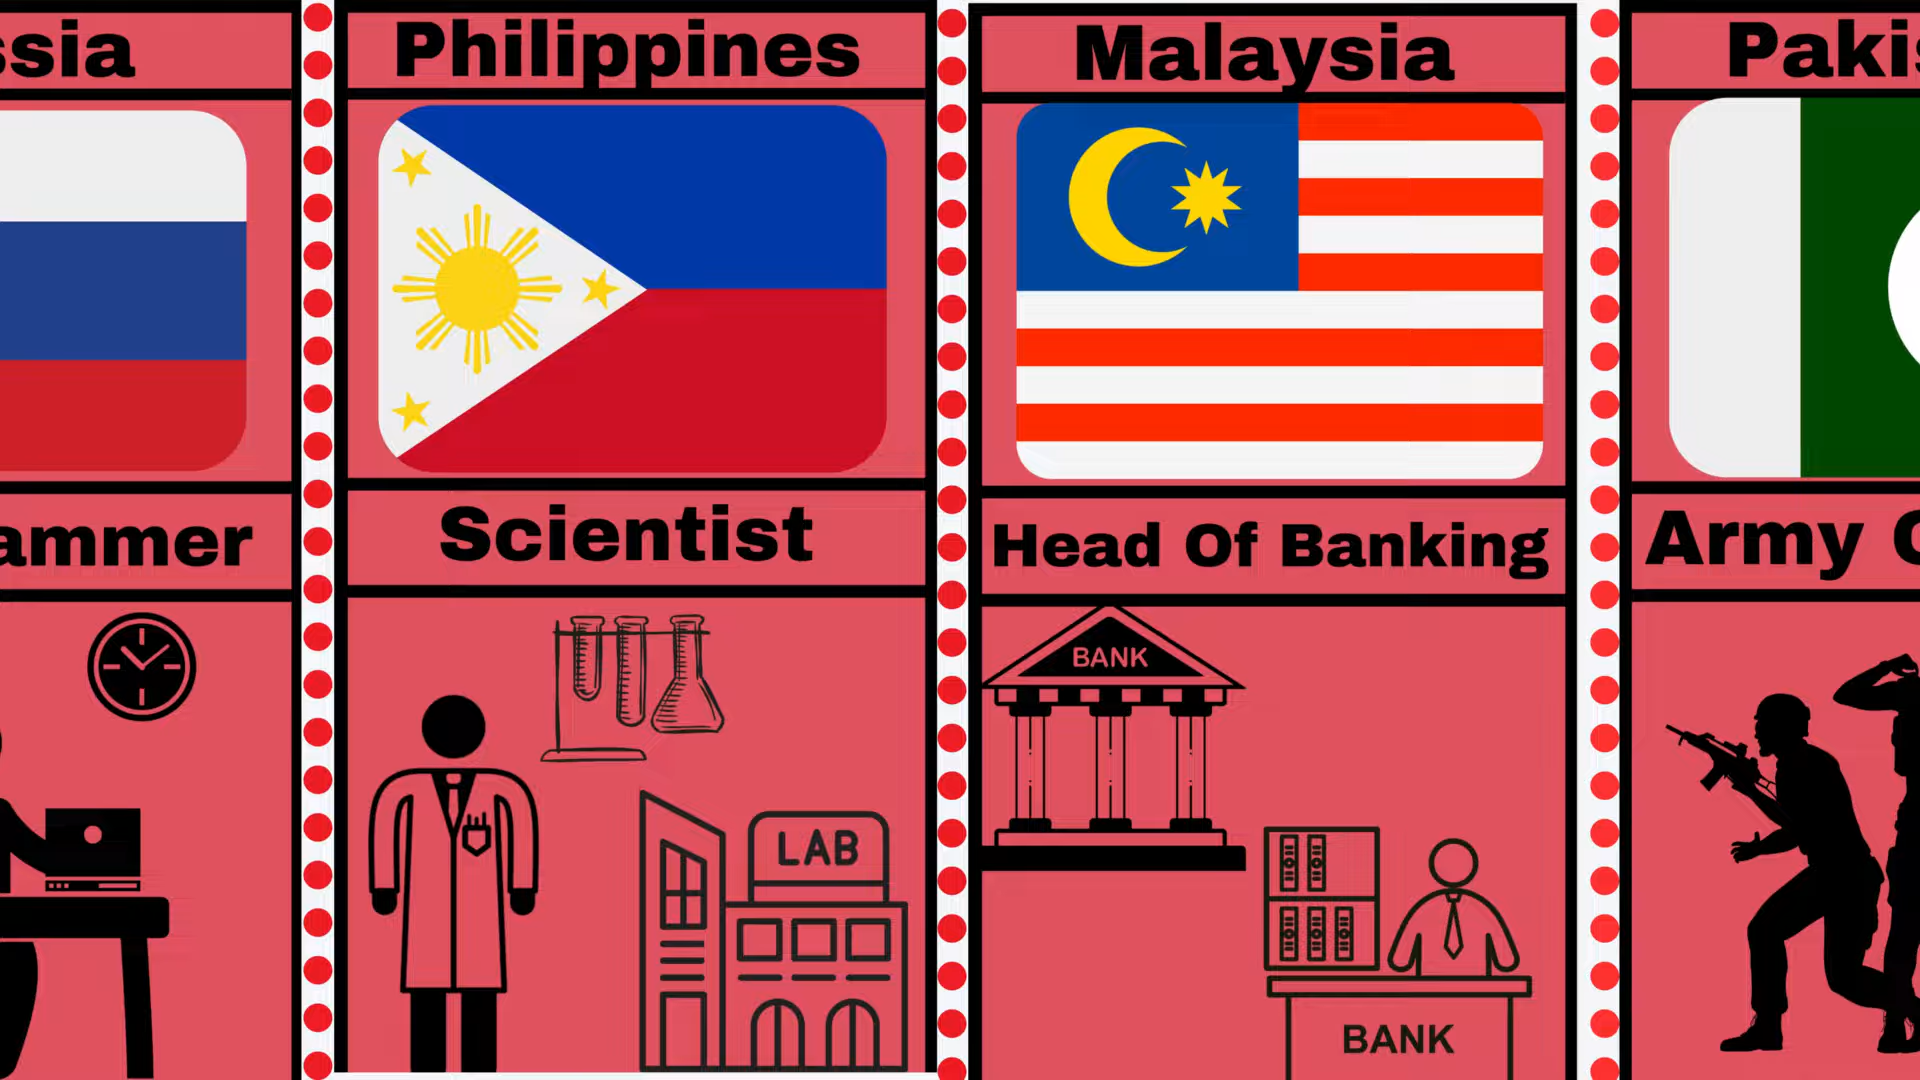 ssia
Philippines
Malaysia
Pakis
ammer
Scientist
Head Of Banking
Army
BANK
LAB
BANK